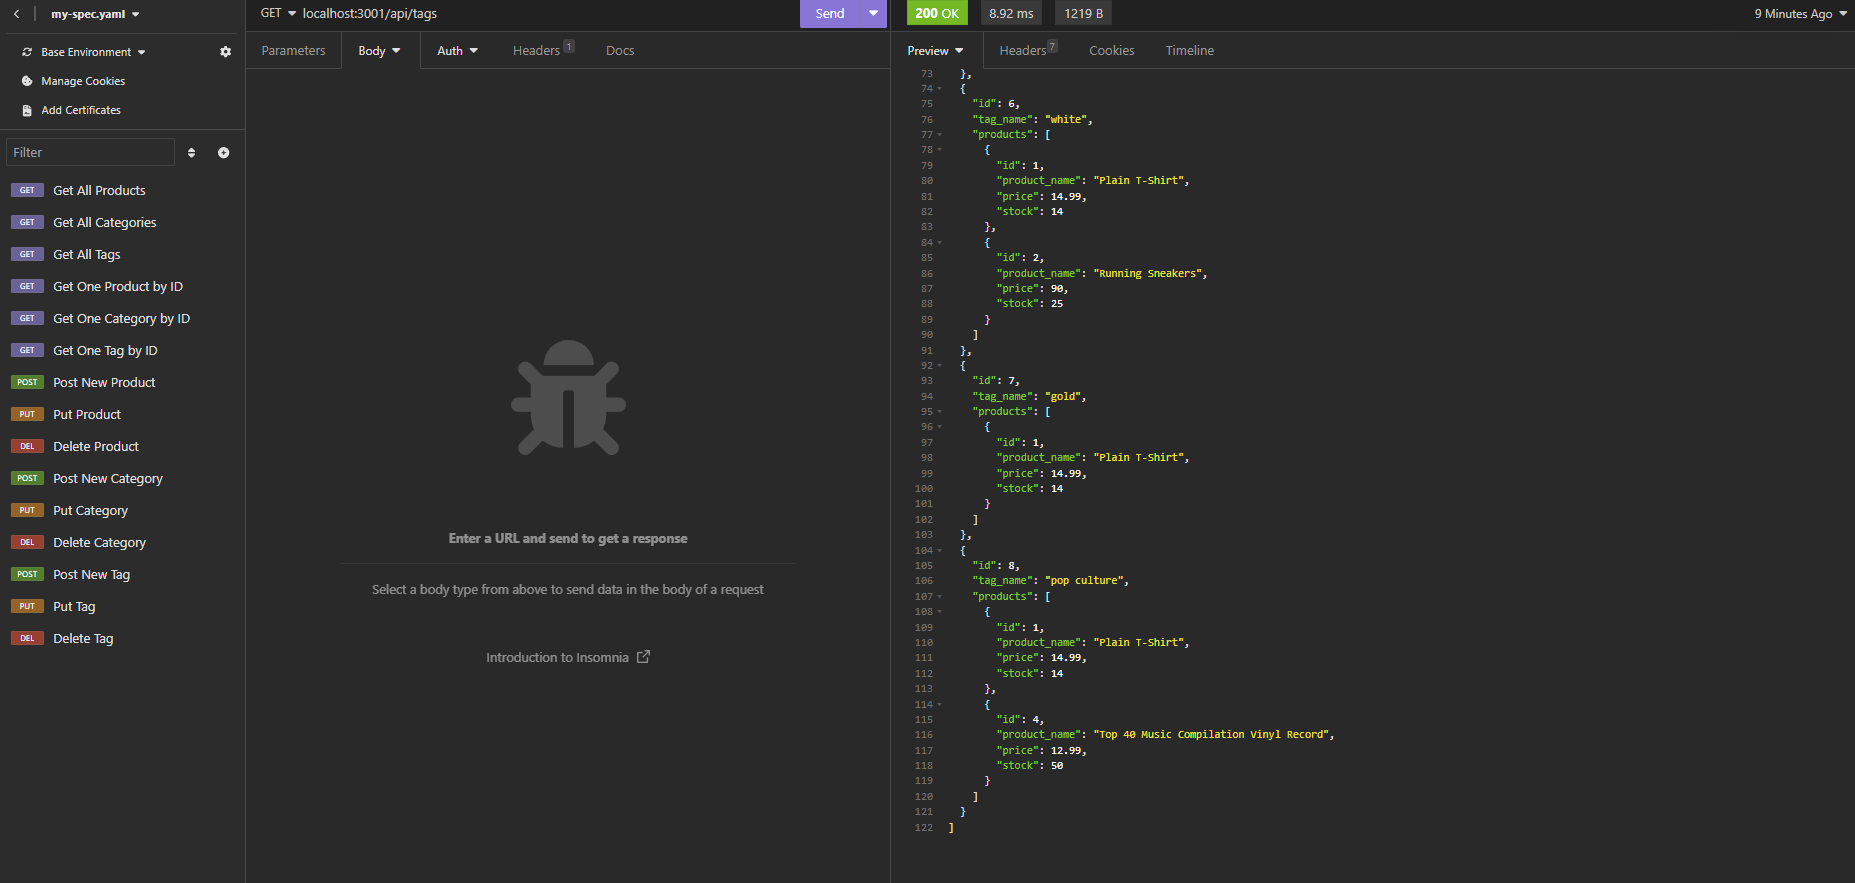 my-spec.yaml
Base Environment
Manage Cookies
Add Certificates
Filter
GET Get All Products
GET Get All Categories
GET Get All Tags
GET Get One Product by ID
GET Get One Category by ID
GET Get One Tag by ID
POST Post New Product
PUT Put Product
DEL Delete Product
POST Post New Category
PUT Put Category
DEL Delete Category
POST Post New Tag
PUT Put Tag
DEL Delete Tag
GET localhost:3001/api/tags Send
Parameters Body Auth Headers 1 Docs
Enter a URL and send to get a response
Select a body type from above to send data in the body of a request
Introduction to Insomnia
200 OK 8.92 ms 1219 B 9 Minutes Ago
Preview Headers 7 Cookies Timeline
73 },
74 {
75 "id": 6,
76 "tag_name": "white",
77 "products": [
78 {
79 "id": 1,
80 "product_name": "Plain T-Shirt",
81 "price": 14.99,
82 "stock": 14
83 },
84 {
85 "id": 2,
86 "product_name": "Running Sneakers",
87 "price": 90,
88 "stock": 25
89 }
90 ]
91 },
92 {
93 "id": 7,
94 "tag_name": "gold",
95 "products": [
96 {
97 "id": 1,
98 "product_name": "Plain T-Shirt",
99 "price": 14.99,
100 "stock": 14
101 }
102 ]
103 },
104 {
105 "id": 8,
106 "tag_name": "pop culture",
107 "products": [
108 {
109 "id": 1,
110 "product_name": "Plain T-Shirt",
111 "price": 14.99,
112 "stock": 14
113 },
114 {
115 "id": 4,
116 "product_name": "Top 40 Music Compilation Vinyl Record",
117 "price": 12.99,
118 "stock": 50
119 }
120 ]
121 }
122 ]